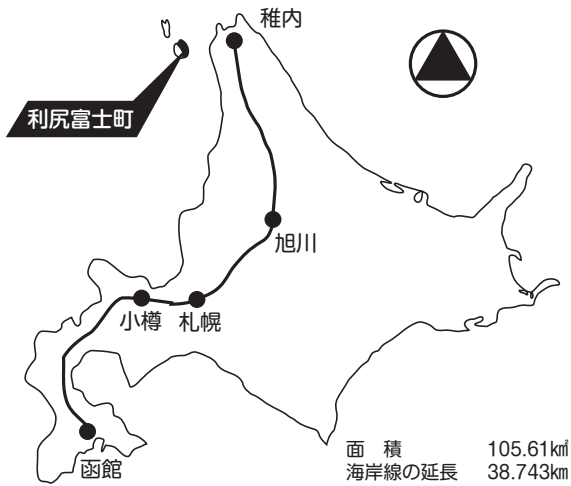 稚内
利尻富士町
旭川
小樽
札幌
函館
面　積　105.61k㎡
海岸線の延長　38.743km